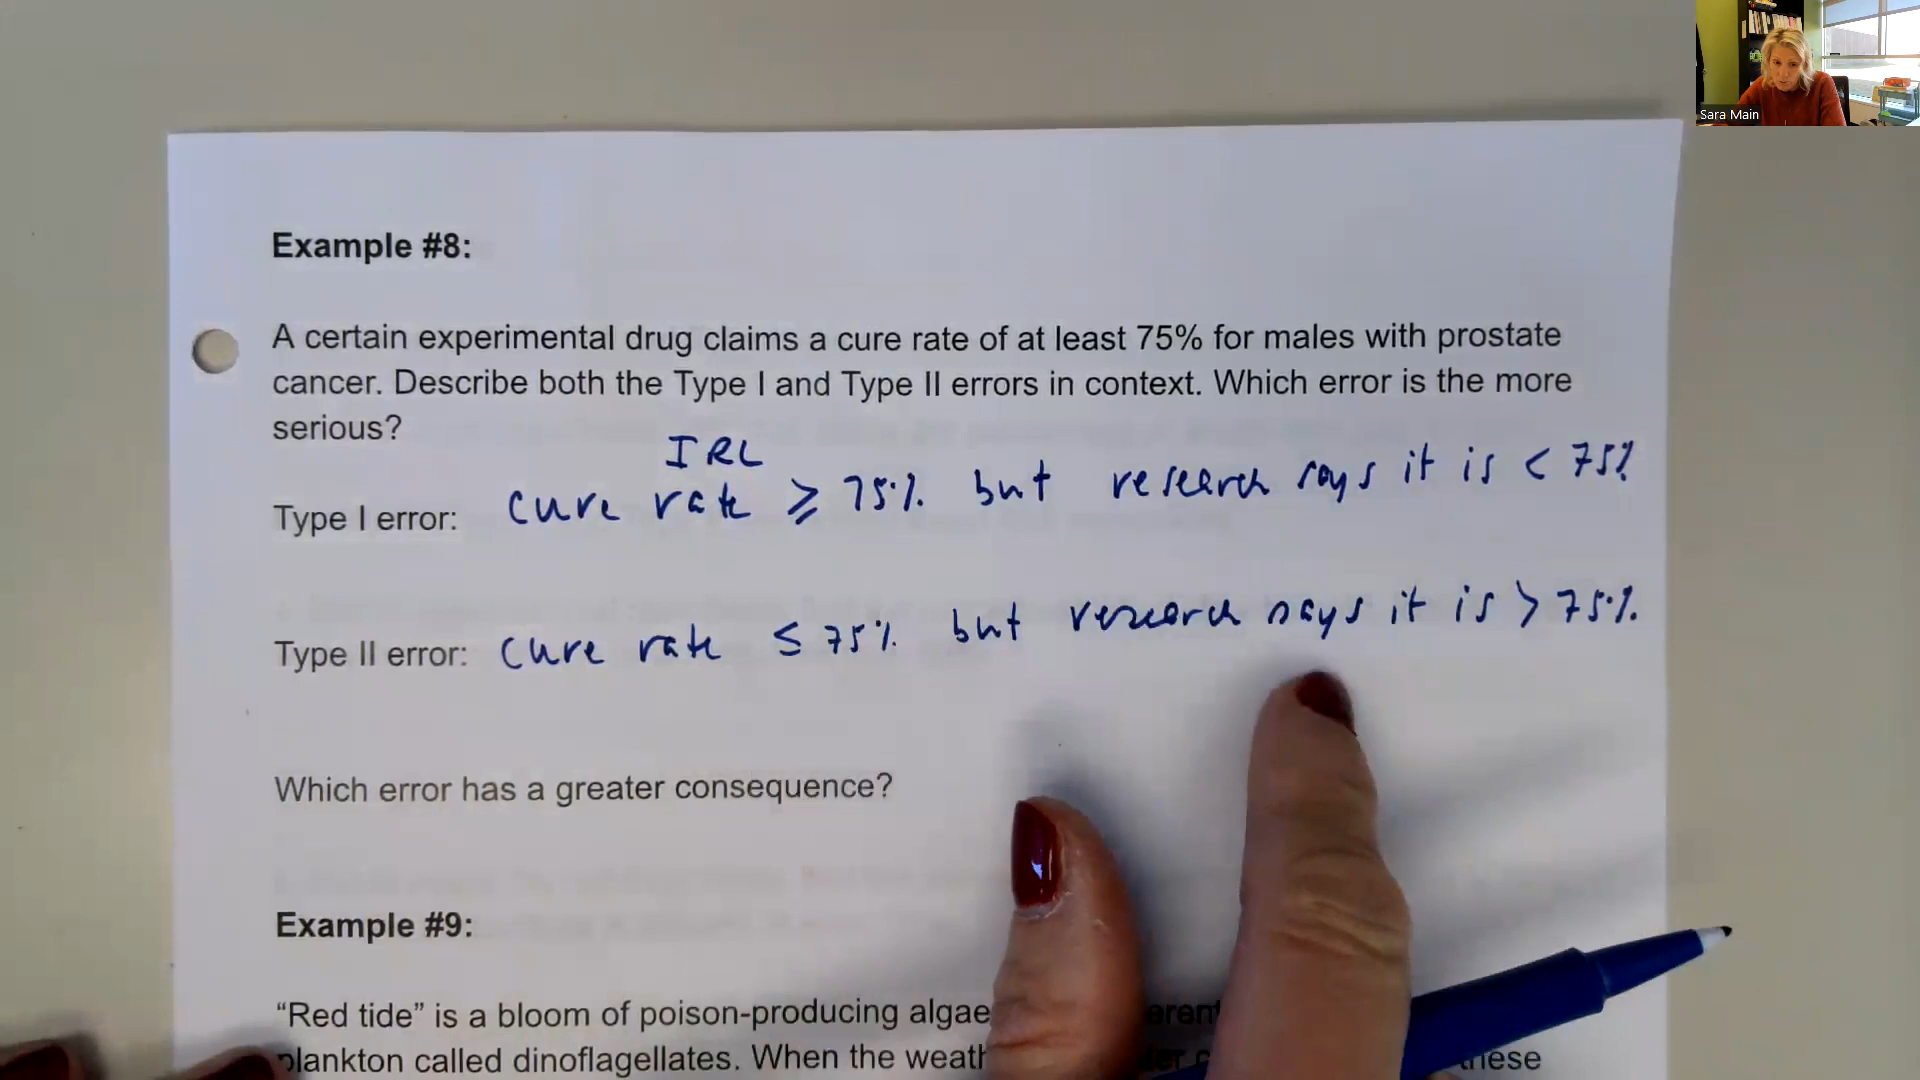 Sara Main
Example #8:
A certain experimental drug claims a cure rate of at least 75% for males with prostate
cancer. Describe both the Type I and Type II errors in context. Which error is the more
serious?
IRL
Type I error: cure rate ≥ 75% but research says it is < 75%
Type II error: cure rate ≤ 75% but research says it is > 75%
Which error has a greater consequence?
Example #9:
“Red tide” is a bloom of poison-producing algae
plankton called dinoflagellates. When the these